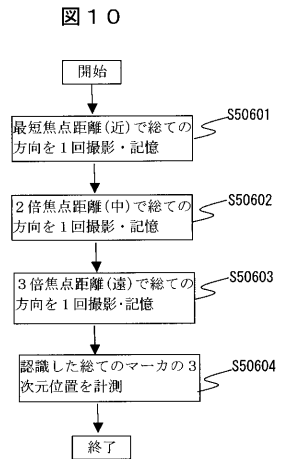 図10
開始
S50601
最短焦点距離(近)で総ての
方向を1回撮影・記憶
S50602
2倍焦点距離(中)で総ての
方向を1回撮影・記憶
S50603
3倍焦点距離(遠)で総ての
方向を1回撮影・記憶
S50604
認識した総てのマーカの3
次元位置を計測
終了